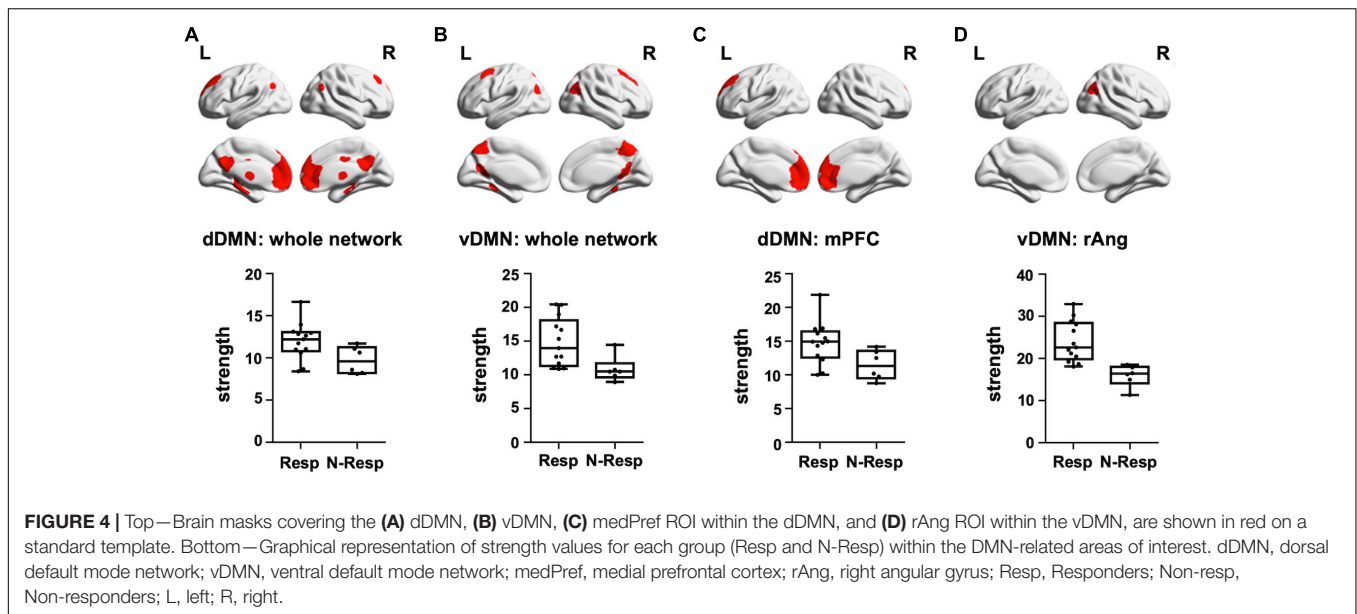 A B C D
L R L R L R L R
dDMN: whole network vDMN: whole network dDMN: mPFC vDMN: rAng
strength
20
15
10
5
0
Resp N-Resp
strength
25
20
15
10
5
0
Resp N-Resp
strength
25
20
15
10
5
0
Resp N-Resp
strength
40
30
20
10
0
Resp N-Resp
FIGURE 4 | Top—Brain masks covering the (A) dDMN, (B) vDMN, (C) medPref ROI within the dDMN, and (D) rAng ROI within the vDMN, are shown in red on a
standard template. Bottom—Graphical representation of strength values for each group (Resp and N-Resp) within the DMN-related areas of interest. dDMN, dorsal
default mode network; vDMN, ventral default mode network; medPref, medial prefrontal cortex; rAng, right angular gyrus; Resp, Responders; Non-resp,
Non-responders; L, left; R, right.